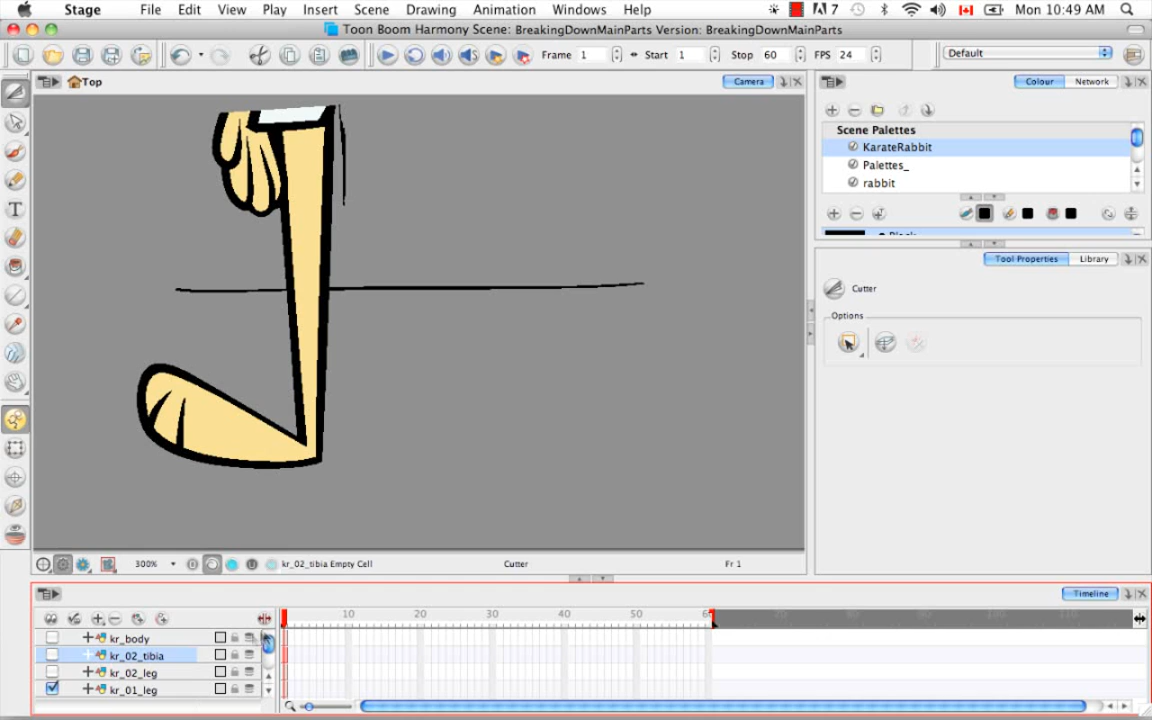 Stage File Edit View Play Insert Scene Drawing Animation Windows Help 7 Mon 10:49 AM
Toon Boom Harmony Scene: BreakingDownMainParts Version: BreakingDownMainParts
Frame 1 Start 1 Stop 60 FPS 24 Default
Top Camera Colour Network
Scene Palettes
KarateRabbit
Palettes_
rabbit
Tool Properties Library
Cutter
Options
300% kr_02_tibia Empty Cell Cutter Fr 1
Timeline
10 20 30 40 50
kr_body
kr_02_tibia
kr_02_leg
kr_01_leg